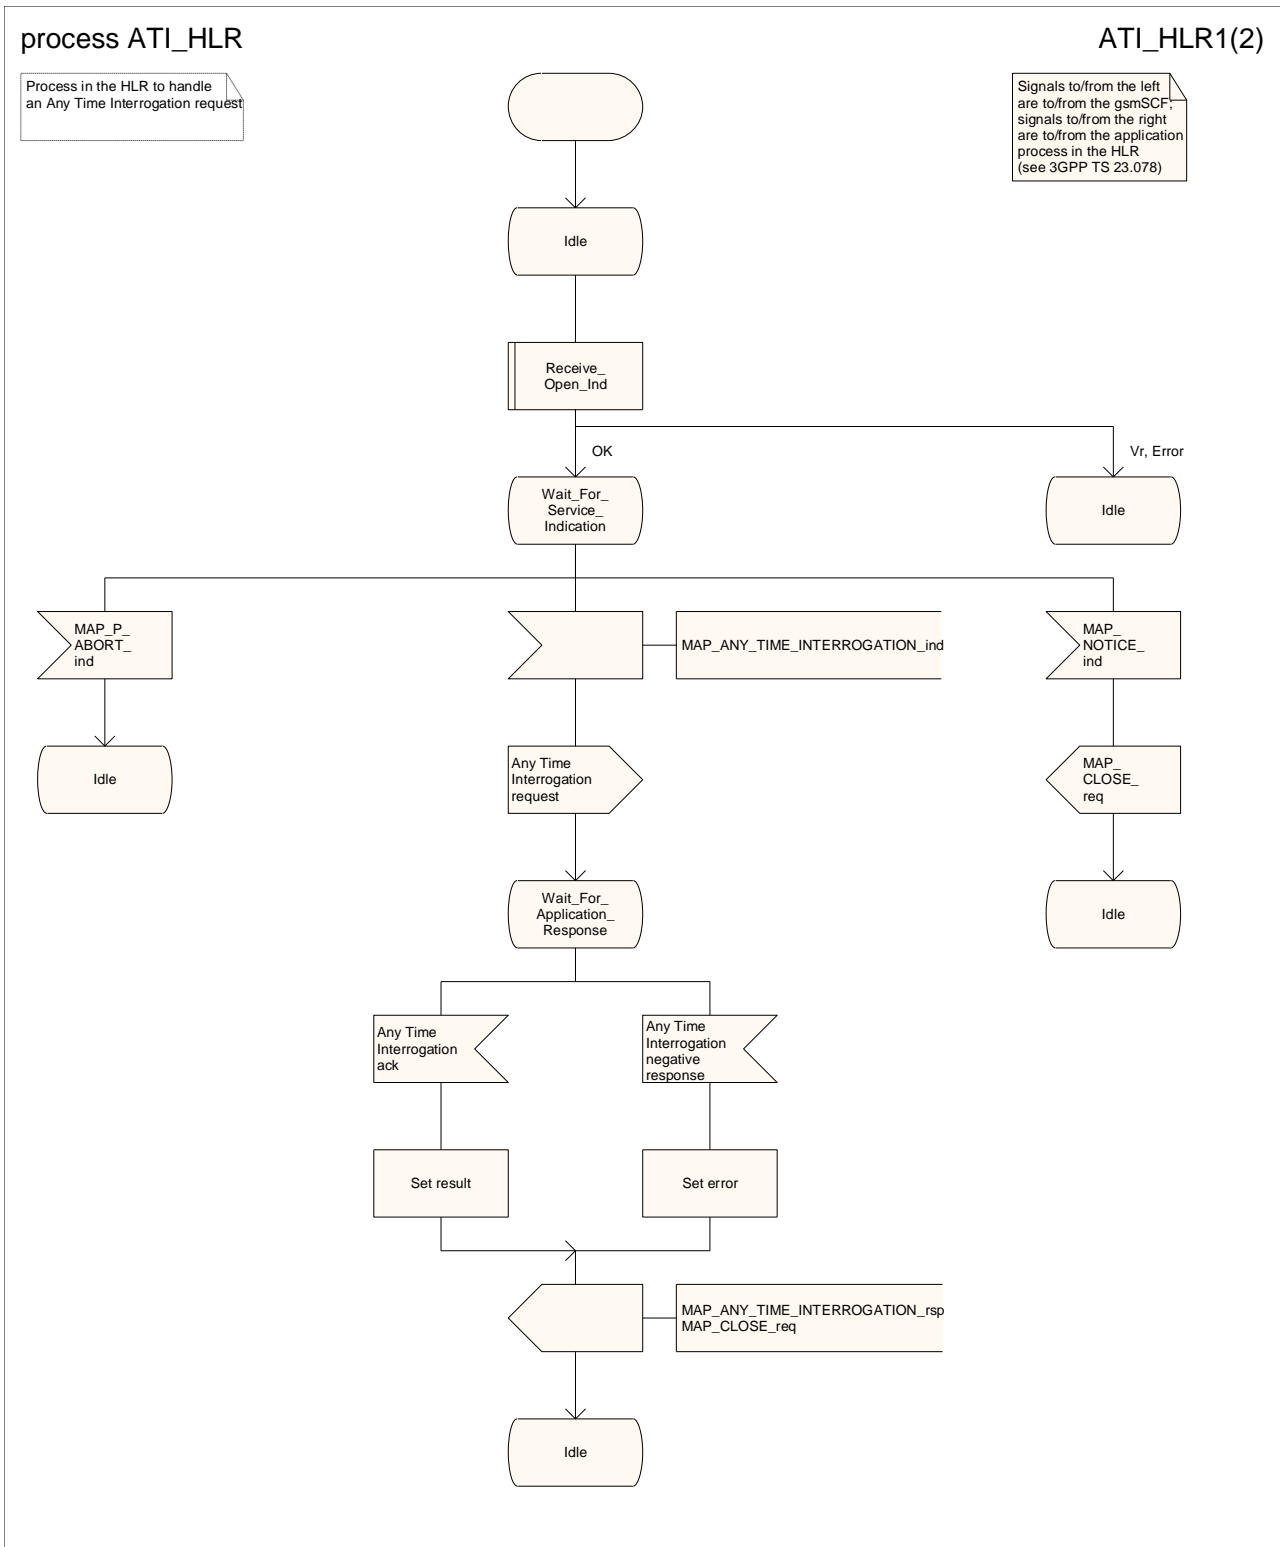 process ATI_HLR
ATI_HLR1(2)
Process in the HLR to handle
an Any Time Interrogation request
Signals to/from the left
are to/from the gsmSCF;
signals to/from the right
are to/from the application
process in the HLR
(see 3GPP TS 23.078)
Idle
Receive_
Open_Ind
OK
Vr, Error
Wait_For_
Service_
Indication
Idle
MAP_P_
ABORT_
ind
MAP_ANY_TIME_INTERROGATION_ind
MAP_
NOTICE_
ind
Idle
Any Time
Interrogation
request
MAP_
CLOSE_
req
Wait_For_
Application_
Response
Idle
Any Time
Interrogation
ack
Any Time
Interrogation
negative
response
Set result
Set error
MAP_ANY_TIME_INTERROGATION_rsp
MAP_CLOSE_req
Idle